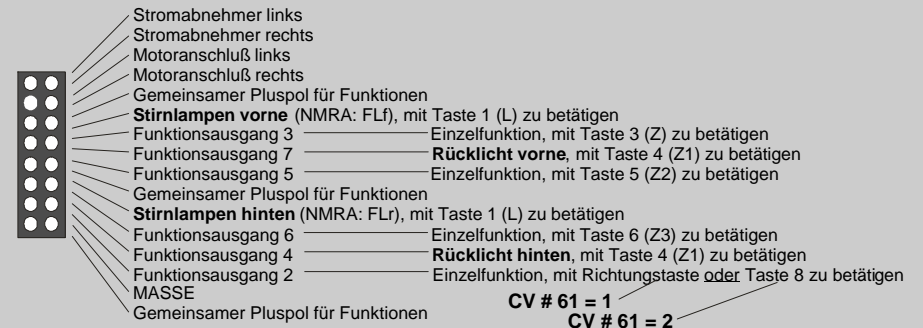 Stromabnehmer links
Stromabnehmer rechts
Motoranschluß links
Motoranschluß rechts
Gemeinsamer Pluspol für Funktionen
Stirnlampen vorne (NMRA: FLf), mit Taste 1 (L) zu betätigen
Funktionsausgang 3 Einzelfunktion, mit Taste 3 (Z) zu betätigen
Funktionsausgang 7 Rücklicht vorne, mit Taste 4 (Z1) zu betätigen
Funktionsausgang 5 Einzelfunktion, mit Taste 5 (Z2) zu betätigen
Gemeinsamer Pluspol für Funktionen
Stirnlampen hinten (NMRA: FLr), mit Taste 1 (L) zu betätigen
Funktionsausgang 6 Einzelfunktion, mit Taste 6 (Z3) zu betätigen
Funktionsausgang 4 Rücklicht hinten, mit Taste 4 (Z1) zu betätigen
Funktionsausgang 2 Einzelfunktion, mit Richtungstaste oder Taste 8 zu betätigen
MASSE
CV # 61 = 1
Gemeinsamer Pluspol für Funktionen
CV # 61 = 2